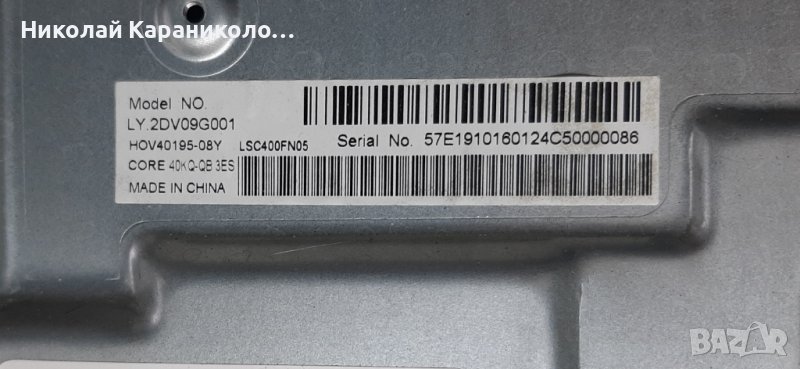 Николай Караниколо...
Model NO.
LY.2DV09G001
HOV40195-08Y LSC400FN05 Serial No. 57E1910160124C50000086
CORE 40KQ-QB 3ES
MADE IN CHINA
BAZAR